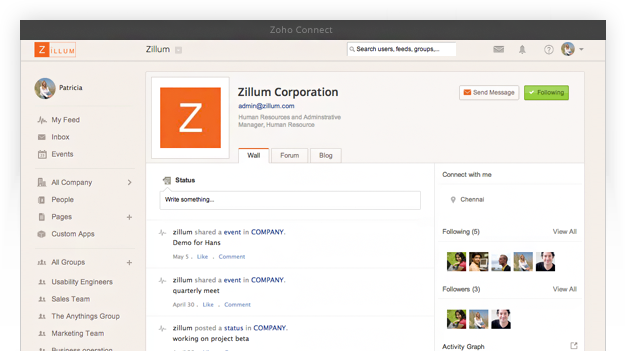 Zoho Connect
Z ZILLUM
Zillum
Search users, feeds, groups,...
Patricia
My Feed
Inbox
Events
All Company
People
Pages
Custom Apps
All Groups
Usability Engineers
Sales Team
The Anythings Group
Marketing Team
Business operation
Z
Zillum Corporation
admin@zillum.com
Human Resources and Adminstrative
Manager, Human Resource
Send Message
Following
Wall Forum Blog
Status
Write something...
zillum shared a event in COMPANY.
Demo for Hans
May 5 . Like . Comment
zillum shared a event in COMPANY.
quarterly meet
April 30 . Like . Comment
zillum posted a status in COMPANY.
working on project beta
Connect with me
Chennai
Following (5) View All
Followers (3) View All
Activity Graph